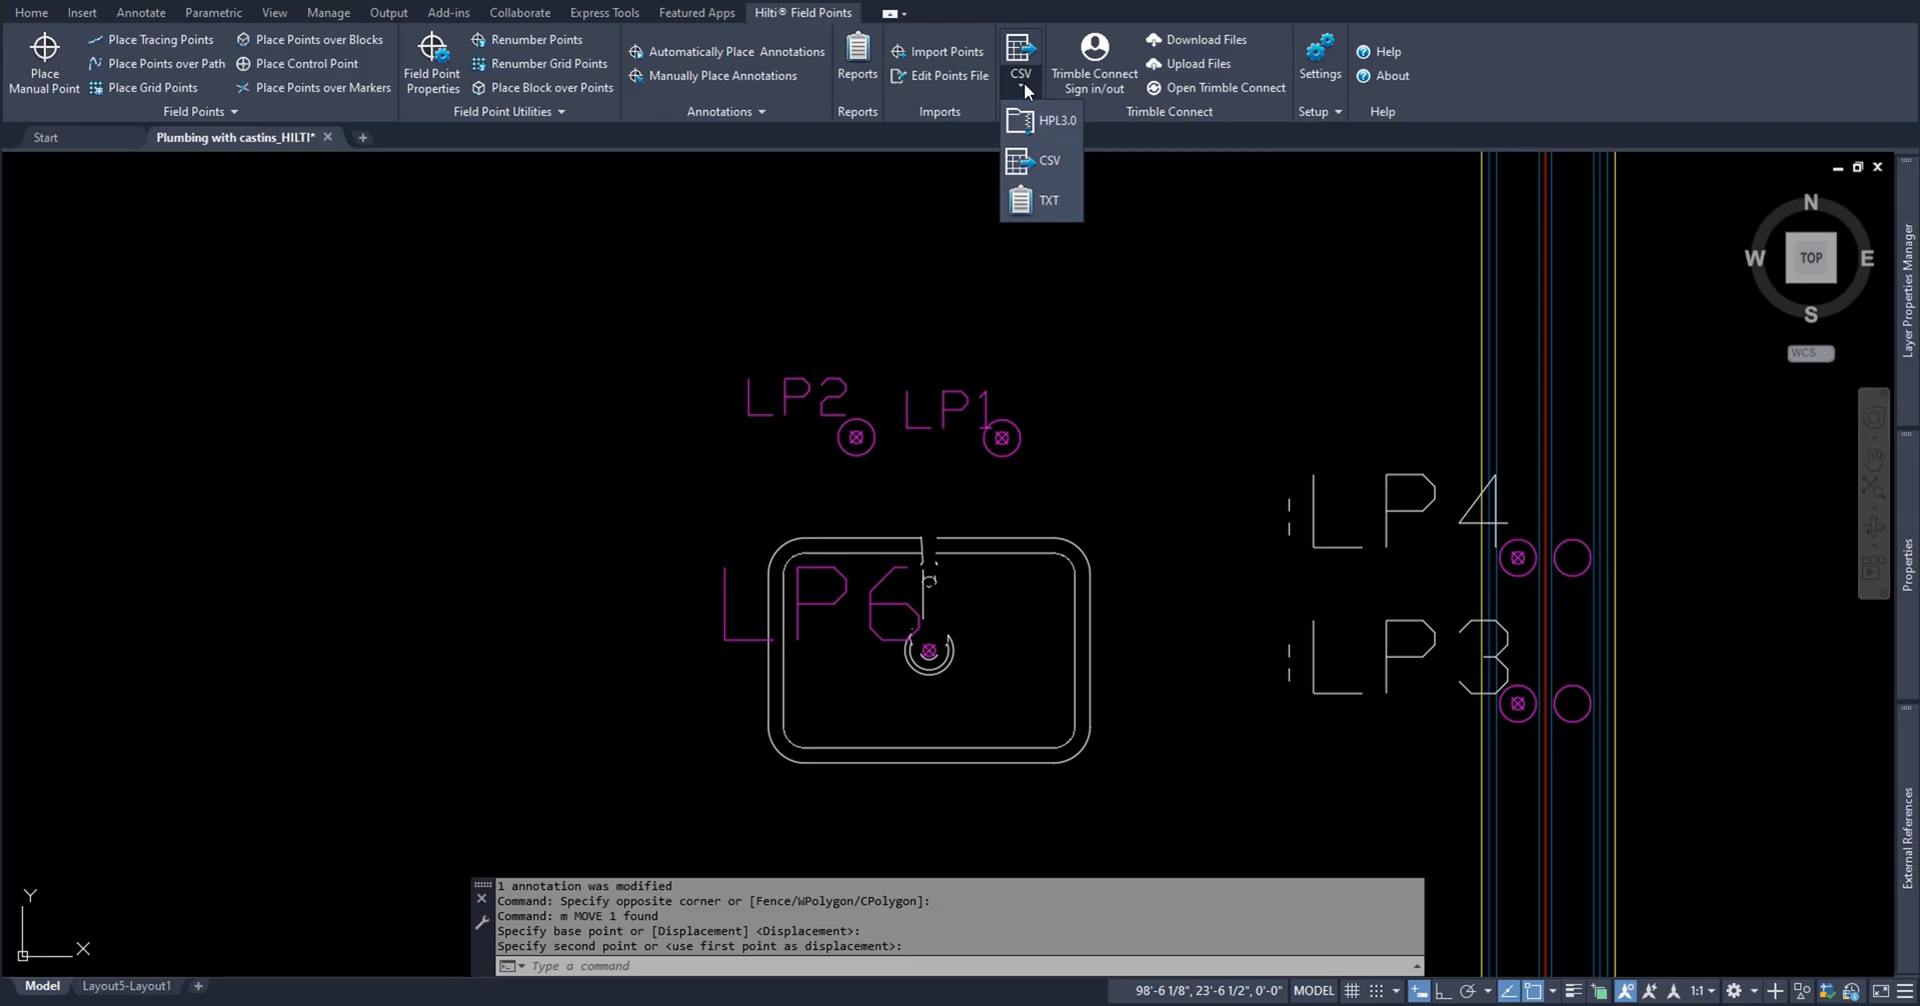 Home Insert Annotate Parametric View Manage Output Add-ins Collaborate Express Tools Featured Apps Hilti® Field Points
Place Manual Point
Place Tracing Points
Place Points over Path
Place Grid Points
Place Points over Blocks
Place Control Point
Place Points over Markers
Field Points
Field Point Properties
Renumber Points
Renumber Grid Points
Place Block over Points
Field Point Utilities
Automatically Place Annotations
Manually Place Annotations
Annotations
Reports
Reports
Import Points
Edit Points File
Imports
CSV
HPL3.0
CSV
TXT
Trimble Connect
Sign in/out
Download Files
Upload Files
Open Trimble Connect
Trimble Connect
Settings
Setup
Help
About
Help
Start
Plumbing with castins_HILTI*
N
W TOP E
S
WCS
LP2 LP1
LP4
LP6
LP3
Layer Properties Manager
Properties
External References
Y
X
1 annotation was modified
Command: Specify opposite corner or [Fence/WPolygon/CPolygon]:
Command: m MOVE 1 found
Specify base point or [Displacement] <Displacement>:
Specify second point or <use first point as displacement>:
Type a command
Model Layout5-Layout1
98'-6 1/8", 23'-6 1/2", 0'-0" MODEL 1:1